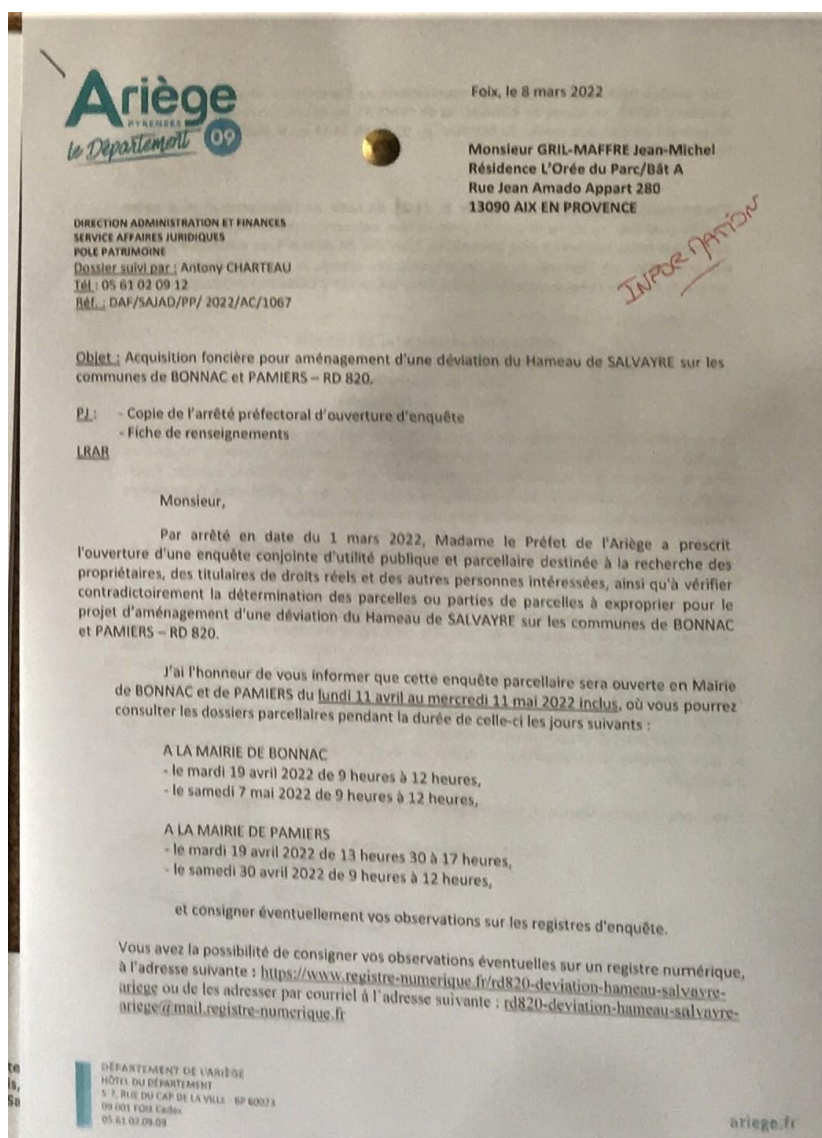 Ariège
PYRENEES
le Département 09
Foix, le 8 mars 2022
Monsieur GRIL-MAFFRE Jean-Michel
Résidence L'Orée du Parc/Bât A
Rue Jean Amado Appart 280
13090 AIX EN PROVENCE
INFORMATION
DIRECTION ADMINISTRATION ET FINANCES
SERVICE AFFAIRES JURIDIQUES
POLE PATRIMOINE
Dossier suivi par : Antony CHARTEAU
Tél : 05 61 02 09 12
Réf. : DAF/SAJAD/PP/ 2022/AC/1067
Objet : Acquisition foncière pour aménagement d'une déviation du Hameau de SALVAYRE sur les
communes de BONNAC et PAMIERS – RD 820.
PJ : - Copie de l'arrêté préfectoral d'ouverture d'enquête
- Fiche de renseignements
LRAR
Monsieur,
Par arrêté en date du 1 mars 2022, Madame le Préfet de l'Ariège a prescrit
l'ouverture d'une enquête conjointe d'utilité publique et parcellaire destinée à la recherche des
propriétaires, des titulaires de droits réels et des autres personnes intéressées, ainsi qu'à vérifier
contradictoirement la détermination des parcelles ou parties de parcelles à exproprier pour le
projet d'aménagement d'une déviation du Hameau de SALVAYRE sur les communes de BONNAC
et PAMIERS – RD 820.
J'ai l'honneur de vous informer que cette enquête parcellaire sera ouverte en Mairie
de BONNAC et de PAMIERS du lundi 11 avril au mercredi 11 mai 2022 inclus, où vous pourrez
consulter les dossiers parcellaires pendant la durée de celle-ci les jours suivants :
A LA MAIRIE DE BONNAC
- le mardi 19 avril 2022 de 9 heures à 12 heures,
- le samedi 7 mai 2022 de 9 heures à 12 heures,
A LA MAIRIE DE PAMIERS
- le mardi 19 avril 2022 de 13 heures 30 à 17 heures,
- le samedi 30 avril 2022 de 9 heures à 12 heures,
et consigner éventuellement vos observations sur les registres d'enquête.
Vous avez la possibilité de consigner vos observations éventuelles sur un registre numérique,
à l'adresse suivante : https://www.registre-numerique.fr/rd820-deviation-hameau-salvayre-
ariege ou de les adresser par courriel à l'adresse suivante : rd820-deviation-hameau-salvayre-
ariege@mail.registre-numerique.fr
DÉPARTEMENT DE L'ARIÈGE
HÔTEL DU DÉPARTEMENT
5-7, RUE DU CAP DE LA VILLE - BP 60023
09 001 FOIX Cedex
05 61 02 09 09
ariege.fr
te
is,
Sa